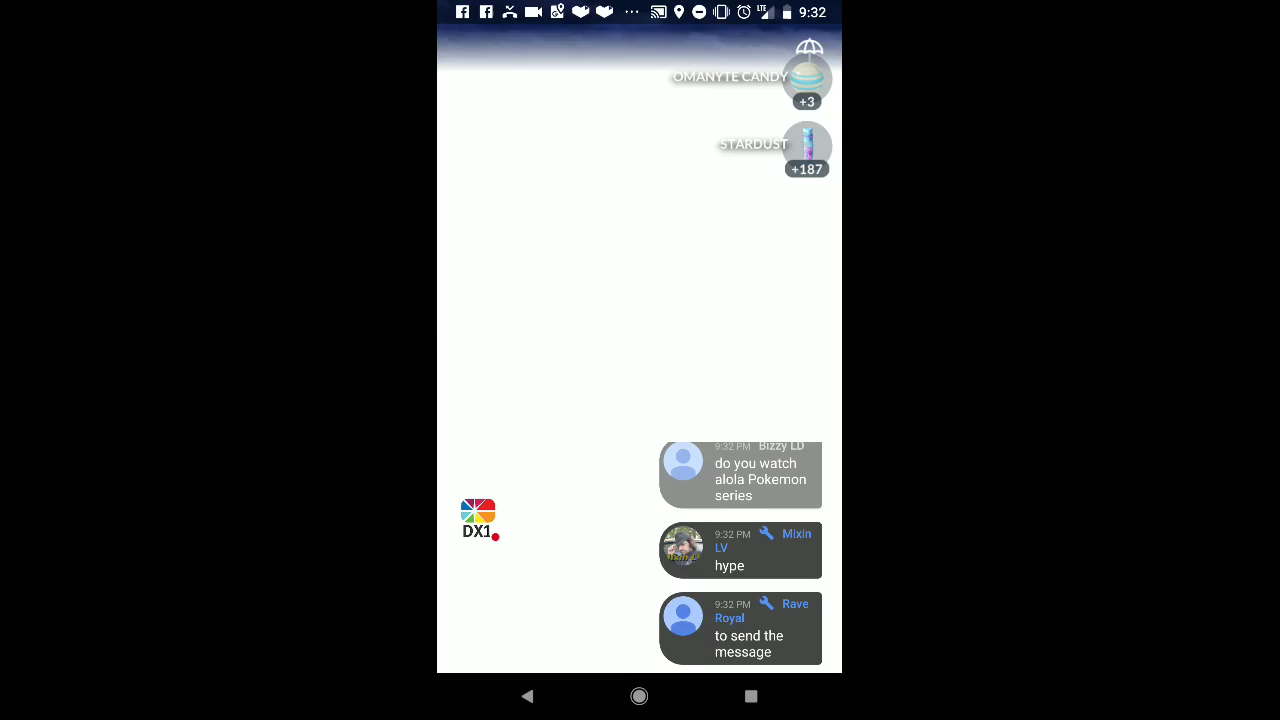 LTE 9:32
OMANYTE CANDY
+3
STARDUST
+187
9:32 PM Bizzy LD
do you watch
alola Pokemon
series
9:32 PM Mixin
LV
hype
DX1
9:32 PM Rave
Royal
to send the
message